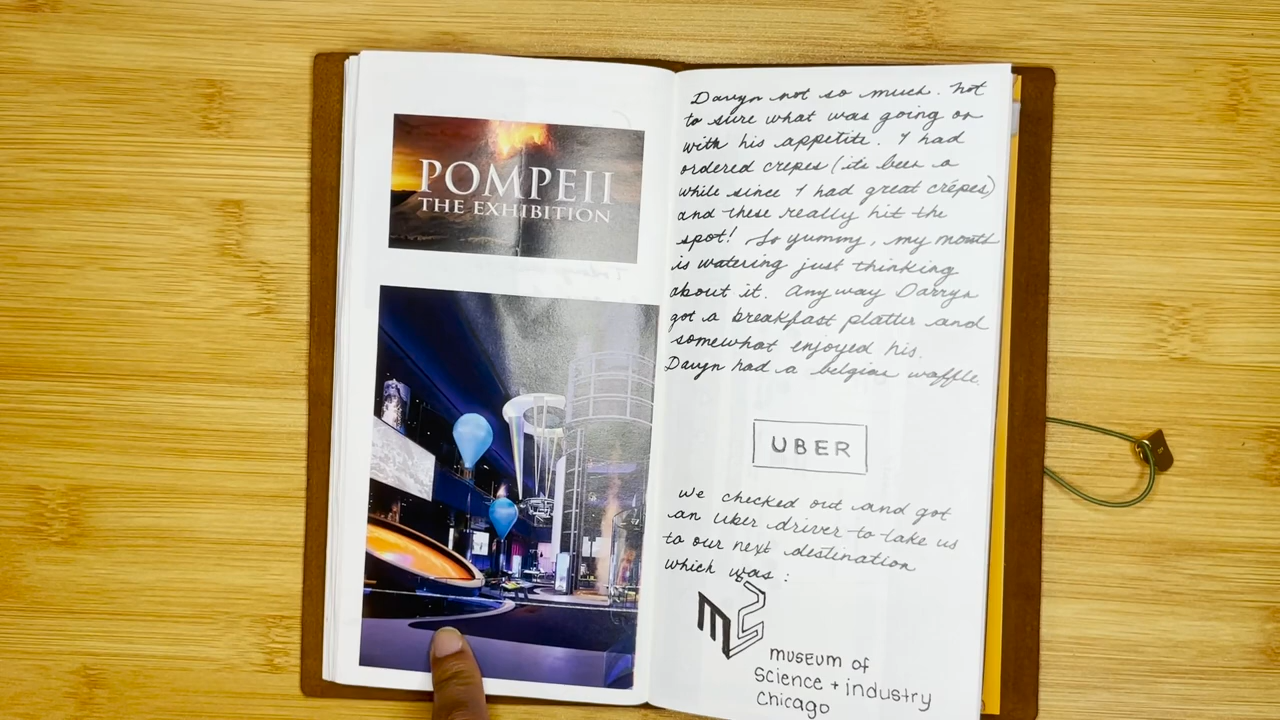 POMPEII
THE EXHIBITION
Davyn not so much. Not
to sure what was going on
with his appetite. I had
ordered crepes (its been a
while since I had great crépes)
and these really hit the
spot! So yummy, my mouth
is watering just thinking
about it. Anyway Darryn
got a breakfast platter and
somewhat enjoyed his.
Davyn had a belgian waffle.
UBER
We checked out and got
an Uber driver to take us
to our next destination
which was:
msi
museum of
science + industry
chicago